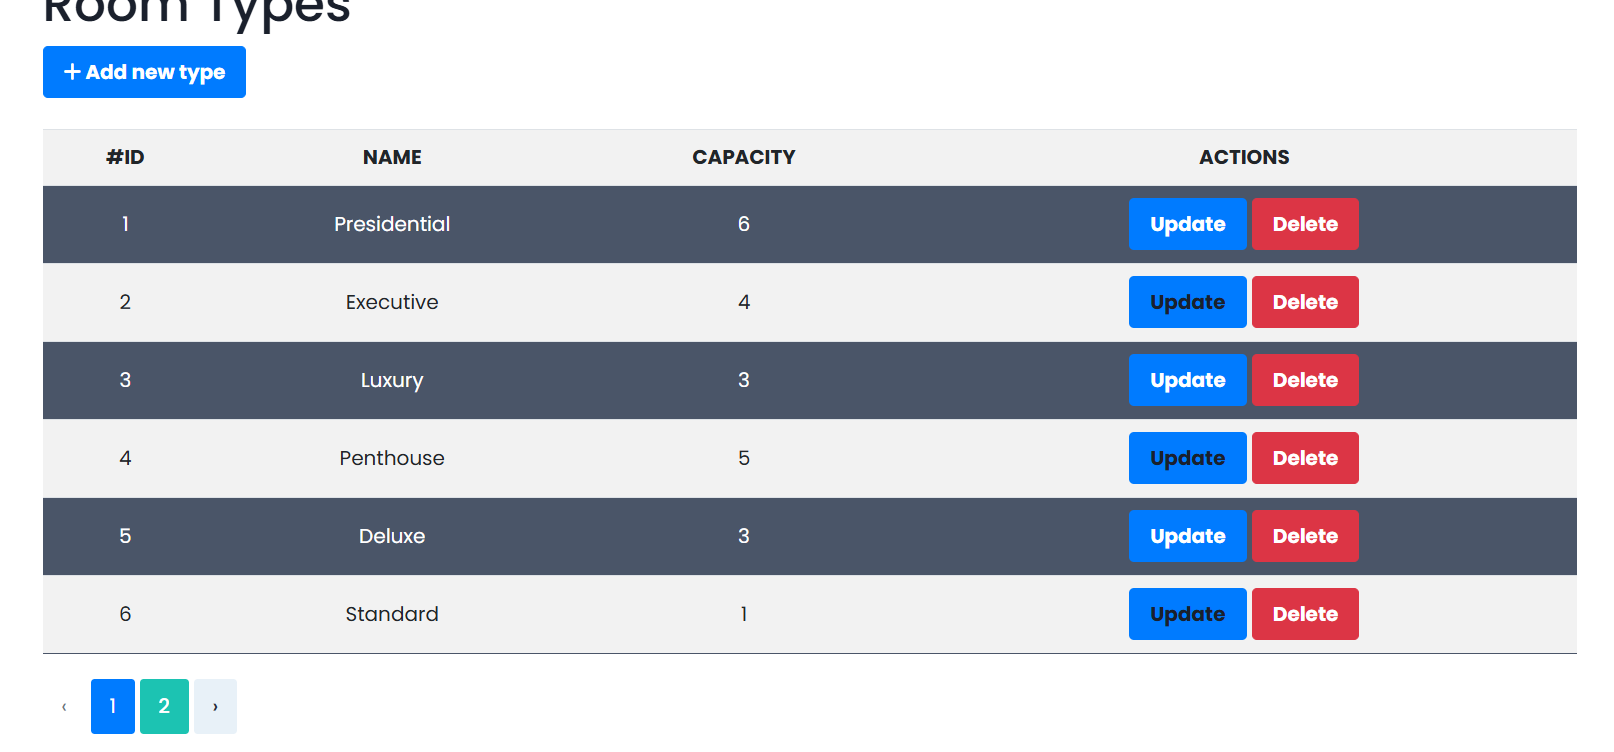 Room Types
+ Add new type
#ID NAME CAPACITY ACTIONS
1 Presidential 6 Update Delete
2 Executive 4 Update Delete
3 Luxury 3 Update Delete
4 Penthouse 5 Update Delete
5 Deluxe 3 Update Delete
6 Standard 1 Update Delete
‹ 1 2 ›